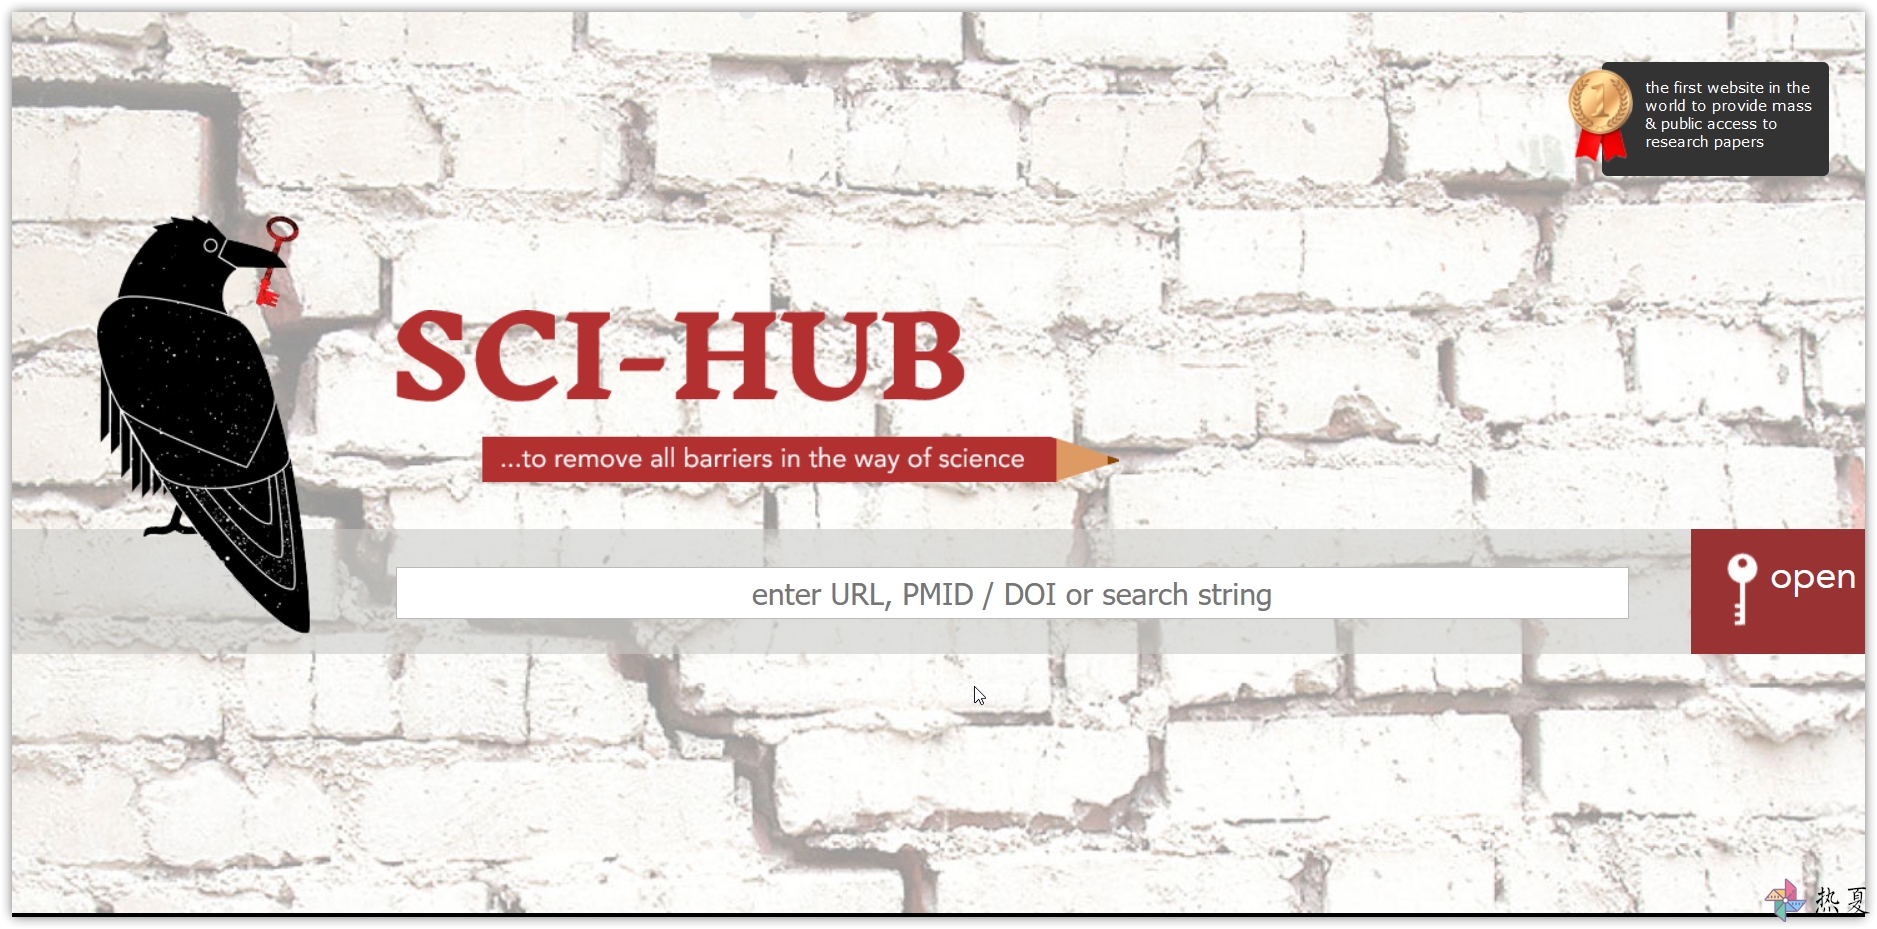 the first website in the
world to provide mass
& public access to
research papers
SCI-HUB
...to remove all barriers in the way of science
enter URL, PMID / DOI or search string
open
热夏